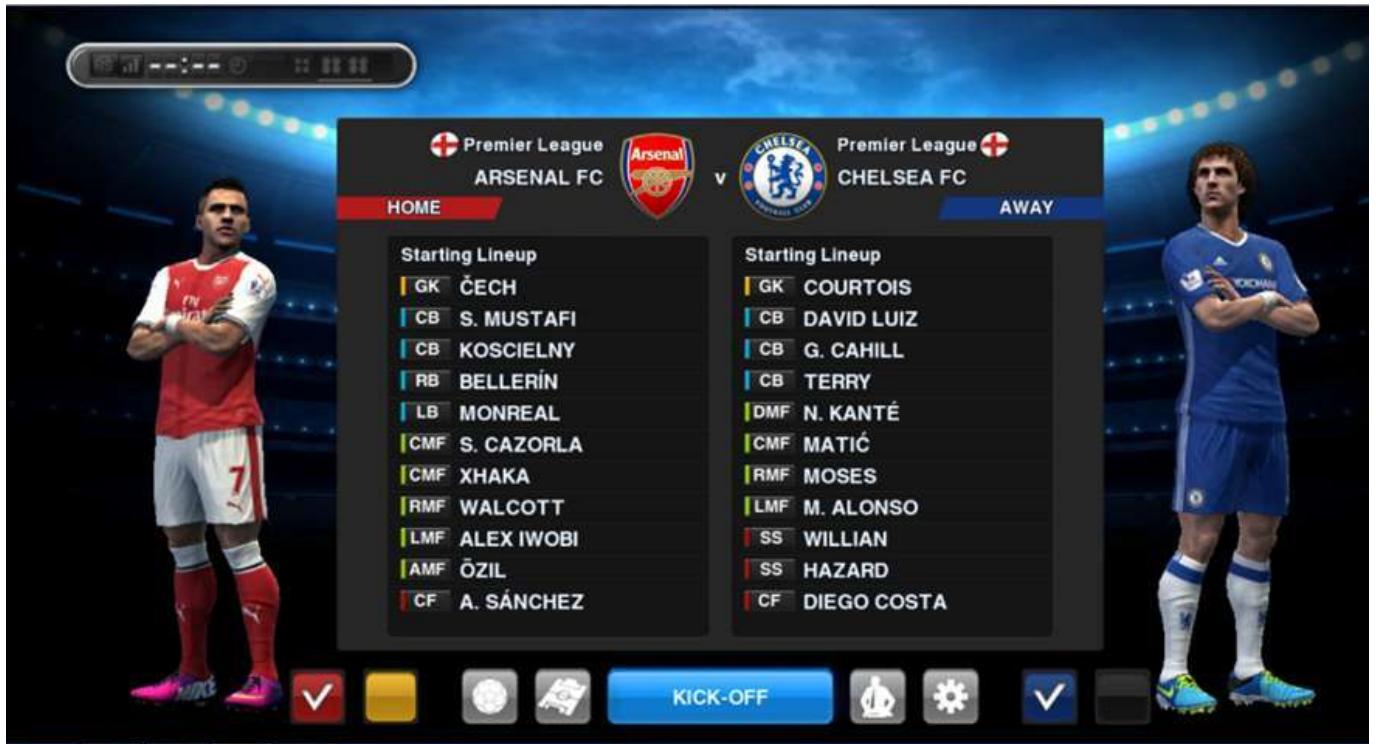 Premier League
ARSENAL FC
Arsenal
v
CHELSEA
FOOTBALL CLUB
Premier League
CHELSEA FC
HOME
AWAY
Starting Lineup
GK ČECH
CB S. MUSTAFI
CB KOSCIELNY
RB BELLERÍN
LB MONREAL
CMF S. CAZORLA
CMF XHAKA
RMF WALCOTT
LMF ALEX IWOBI
AMF ÖZIL
CF A. SÁNCHEZ
Starting Lineup
GK COURTOIS
CB DAVID LUIZ
CB G. CAHILL
CB TERRY
DMF N. KANTÉ
CMF MATIĆ
RMF MOSES
LMF M. ALONSO
SS WILLIAN
SS HAZARD
CF DIEGO COSTA
7
KICK-OFF